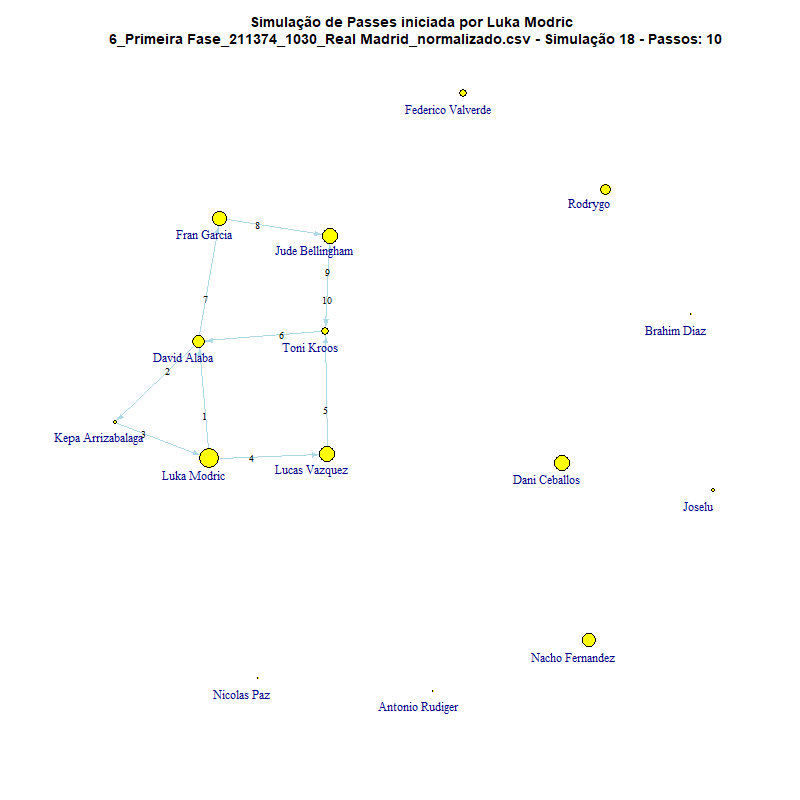 Simulação de Passes iniciada por Luka Modric
6_Primeira Fase_211374_1030_Real Madrid_normalizado.csv - Simulação 18 - Passos: 10
Federico Valverde
Rodrygo
Fran Garcia
8
Jude Bellingham
9
7
10
Brahim Diaz
6
Toni Kroos
David Alaba
2
1
5
Kepa Arrizabalaga
3
4
Luka Modric
Lucas Vazquez
Dani Ceballos
Joselu
Nacho Fernandez
Nicolas Paz
Antonio Rudiger